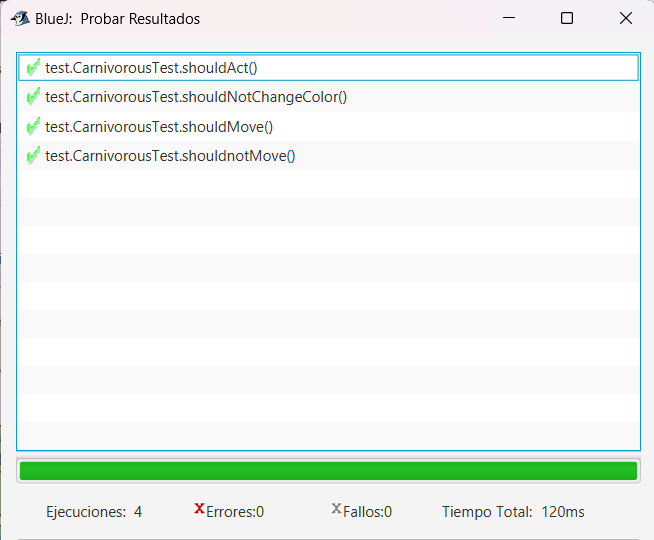 BlueJ: Probar Resultados
test.CarnivorousTest.shouldAct()
test.CarnivorousTest.shouldNotChangeColor()
test.CarnivorousTest.shouldMove()
test.CarnivorousTest.shouldnotMove()
Ejecuciones: 4 X Errores:0 X Fallos:0 Tiempo Total: 120ms